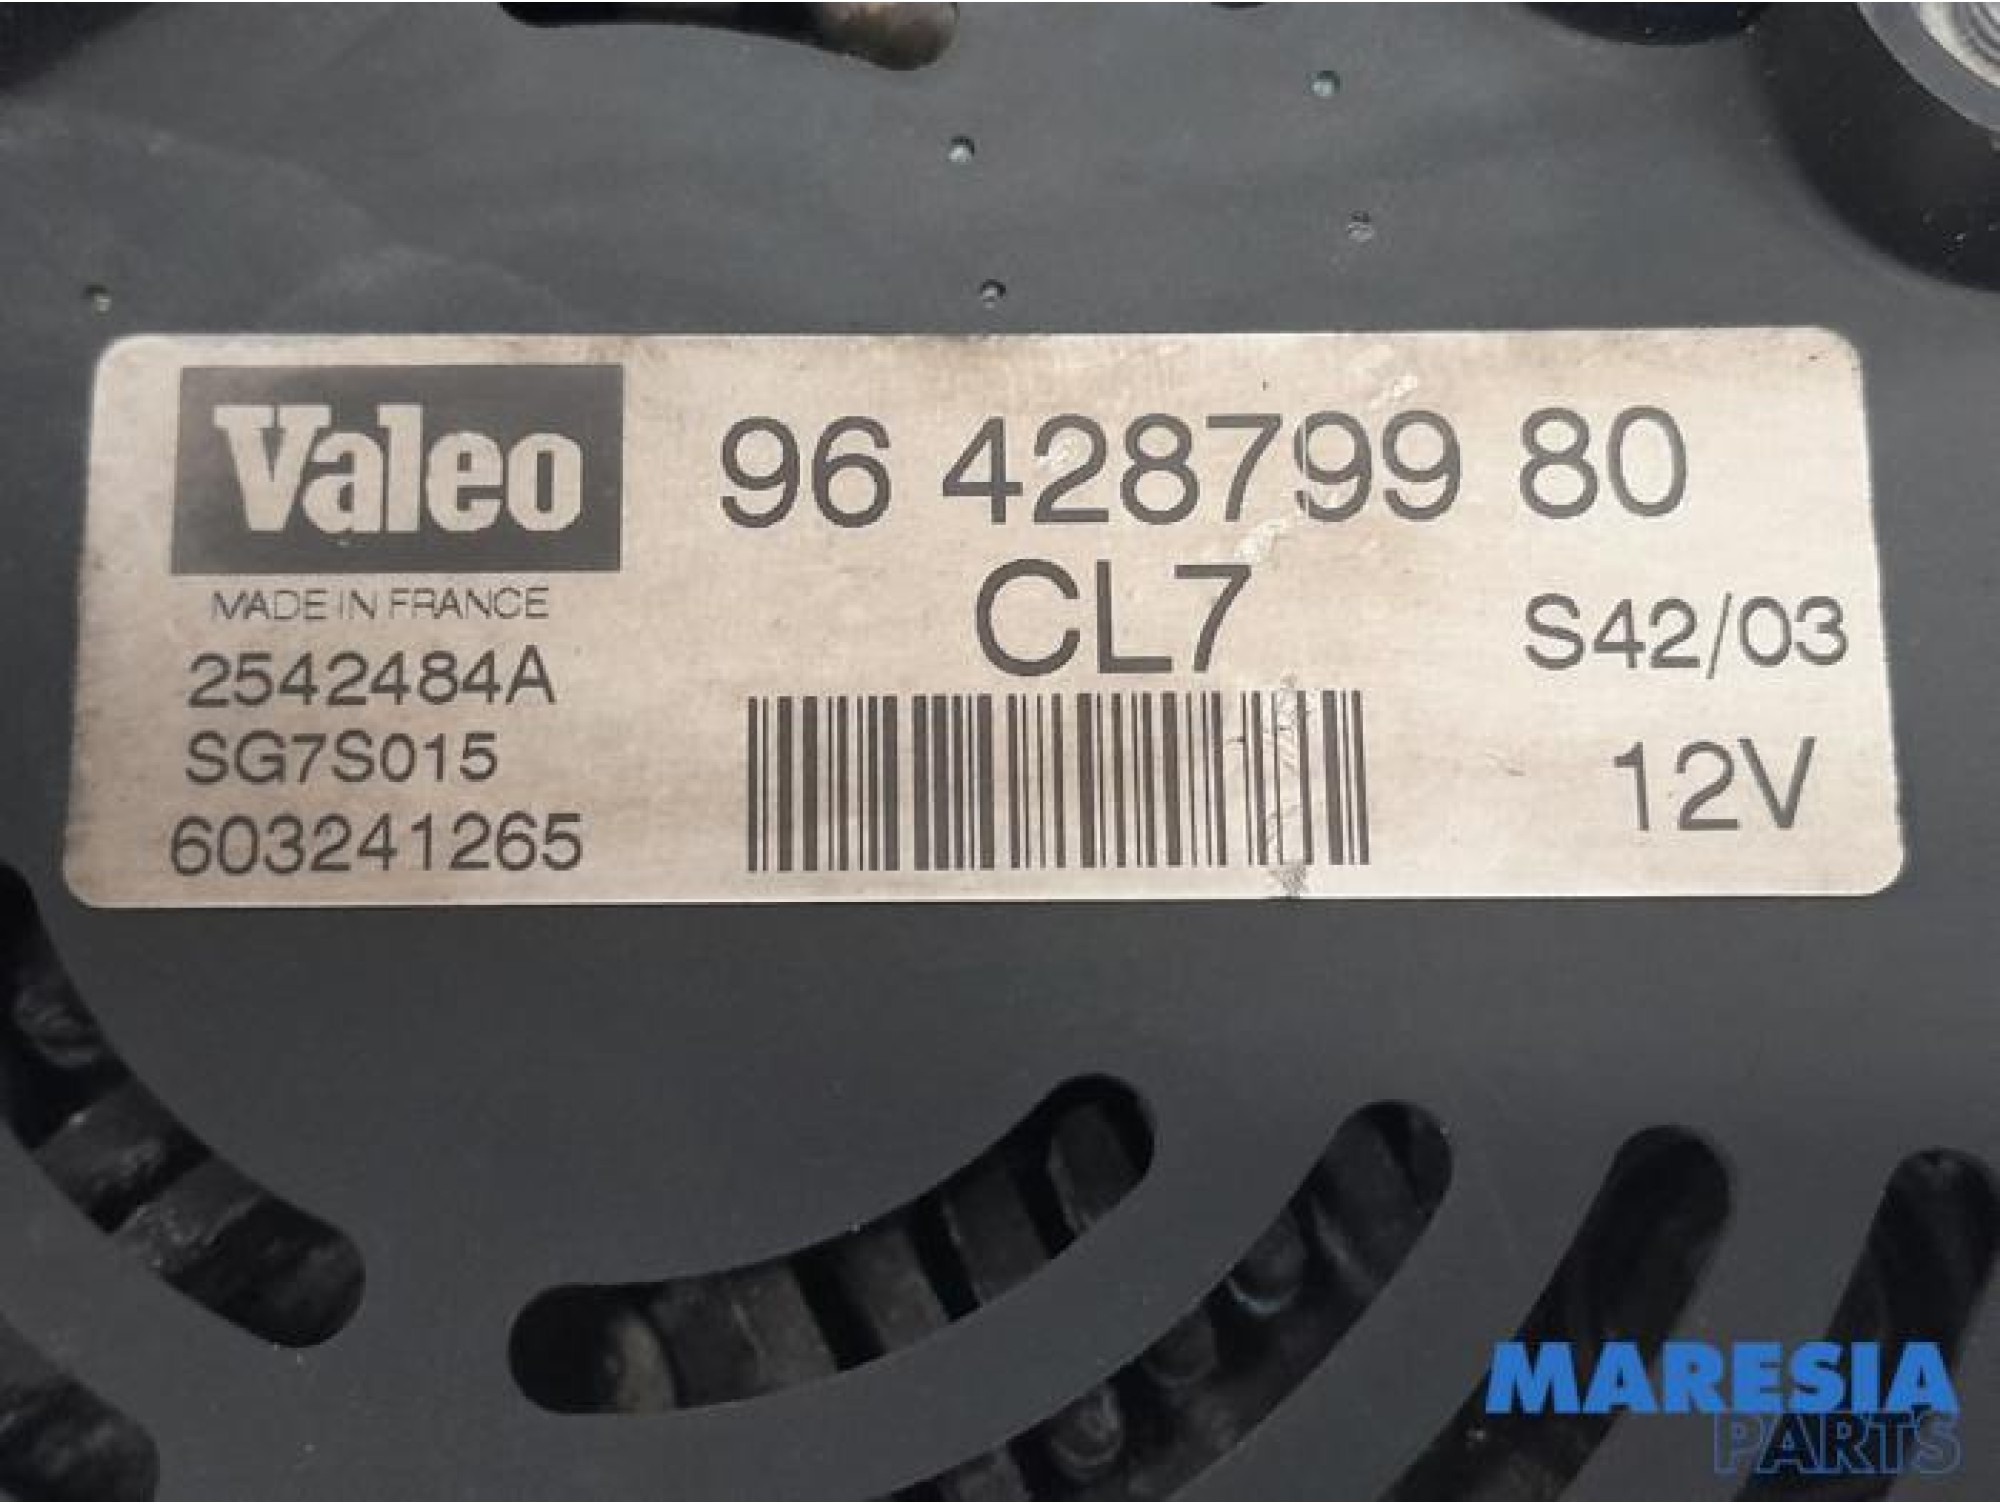 Valeo
MADE IN FRANCE
2542484A
SG7S015
603241265
96 428799 80
CL7
S42/03
12V
MARESIA
PARTS